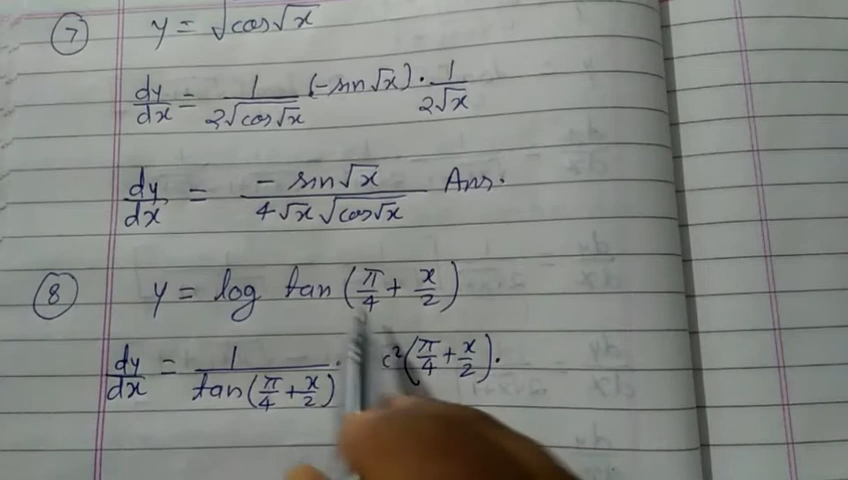 7 y = √cos√x
dy/dx = 1/2√cos√x (-sin√x) · 1/2√x
dy/dx = -sin√x/4√x √cos√x Ans.
8 y = log tan (π/4 + x/2)
dy/dx = 1/tan(π/4 + x/2) · c²(π/4 + x/2) ·